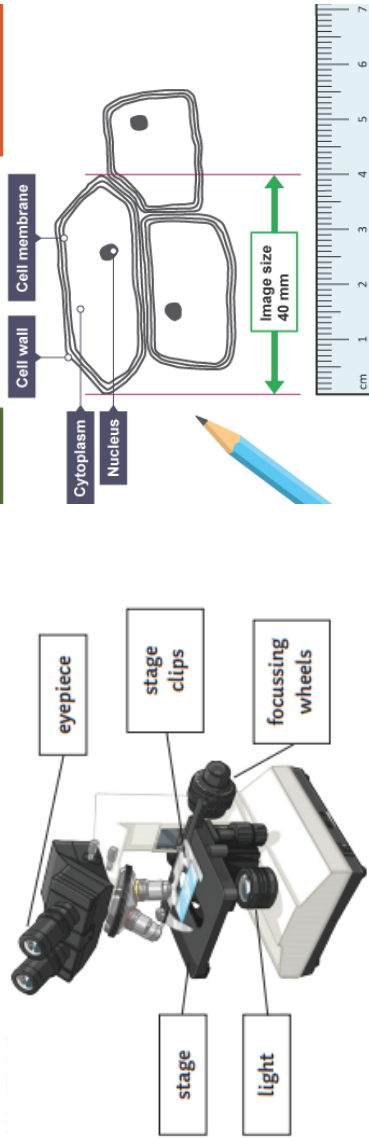 Cell wall
Cell membrane
Cytoplasm
Nucleus
Image size
40 mm
cm
1
2
3
4
5
6
7
eyepiece
stage
clips
focussing
wheels
stage
light